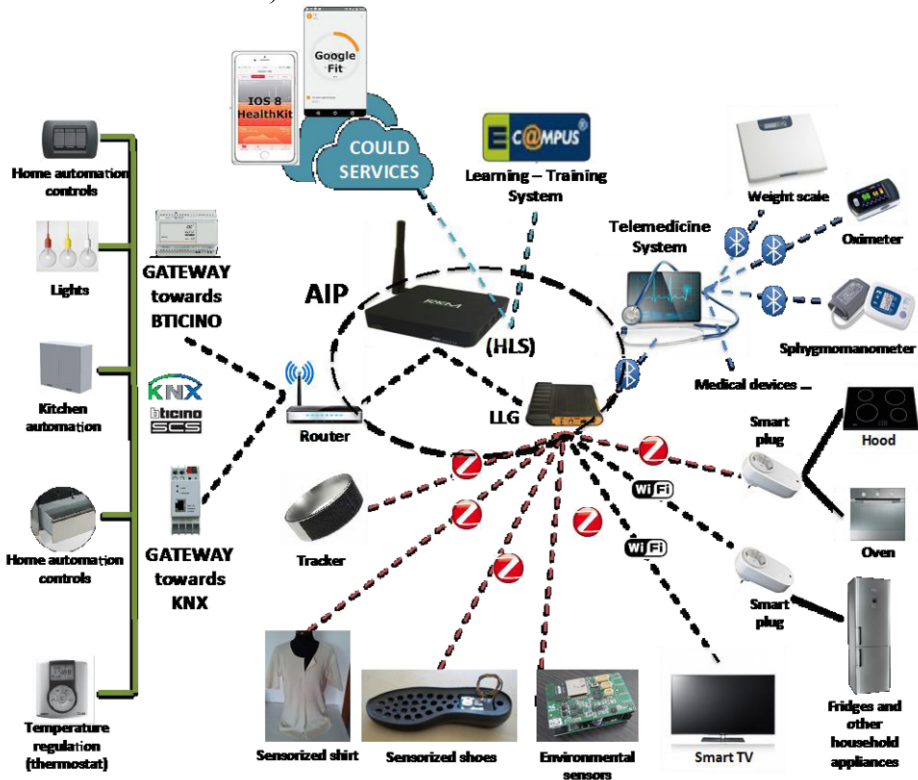 )
Google
Fit
IOS 8
HealthKit
COULD
SERVICES
E C@MPUS®
Learning – Training
System
Weight scale
Home automation
controls
Telemedicine
System
Oximeter
Lights
GATEWAY
towards
BTICINO
AIP
(HLS)
Sphygmomanometer
Kitchen
automation
KNX
bticino
SCS
Router
LLG
Medical devices ...
Smart
plug
Hood
Z
Z
Z
Z
Z
WiFi
WiFi
Tracker
Oven
Home automation
controls
GATEWAY
towards
KNX
Smart
plug
Temperature
regulation
(thermostat)
Sensorized shirt
Sensorized shoes
Environmental
sensors
Smart TV
Fridges and
other
household
appliances